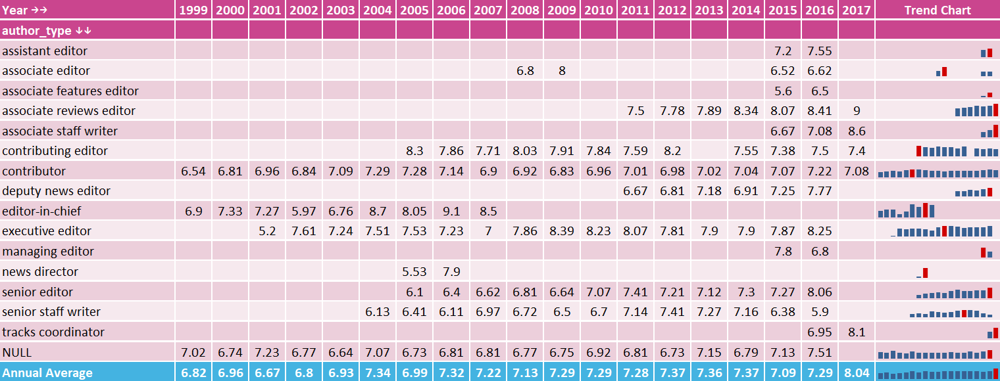 Year →→ 1999 2000 2001 2002 2003 2004 2005 2006 2007 2008 2009 2010 2011 2012 2013 2014 2015 2016 2017 Trend Chart
author_type ↓↓
assistant editor 7.2 7.55
associate editor 6.8 8 6.52 6.62
associate features editor 5.6 6.5
associate reviews editor 7.5 7.78 7.89 8.34 8.07 8.41 9
associate staff writer 6.67 7.08 8.6
contributing editor 8.3 7.86 7.71 8.03 7.91 7.84 7.59 8.2 7.55 7.38 7.5 7.4
contributor 6.54 6.81 6.96 6.84 7.09 7.29 7.28 7.14 6.9 6.92 6.83 6.96 7.01 6.98 7.02 7.04 7.07 7.22 7.08
deputy news editor 6.67 6.81 7.18 6.91 7.25 7.77
editor-in-chief 6.9 7.33 7.27 5.97 6.76 8.7 8.05 9.1 8.5
executive editor 5.2 7.61 7.24 7.51 7.53 7.23 7 7.86 8.39 8.23 8.07 7.81 7.9 7.9 7.87 8.25
managing editor 7.8 6.8
news director 5.53 7.9
senior editor 6.1 6.4 6.62 6.81 6.64 7.07 7.41 7.21 7.12 7.3 7.27 8.06
senior staff writer 6.13 6.41 6.11 6.97 6.72 6.5 6.7 7.14 7.41 7.27 7.16 6.38 5.9
tracks coordinator 6.95 8.1
NULL 7.02 6.74 7.23 6.77 6.64 7.07 6.73 6.81 6.81 6.77 6.75 6.92 6.81 6.73 7.15 6.79 7.13 7.51
Annual Average 6.82 6.96 6.67 6.8 6.93 7.34 6.99 7.32 7.22 7.13 7.29 7.29 7.28 7.37 7.36 7.37 7.09 7.29 8.04